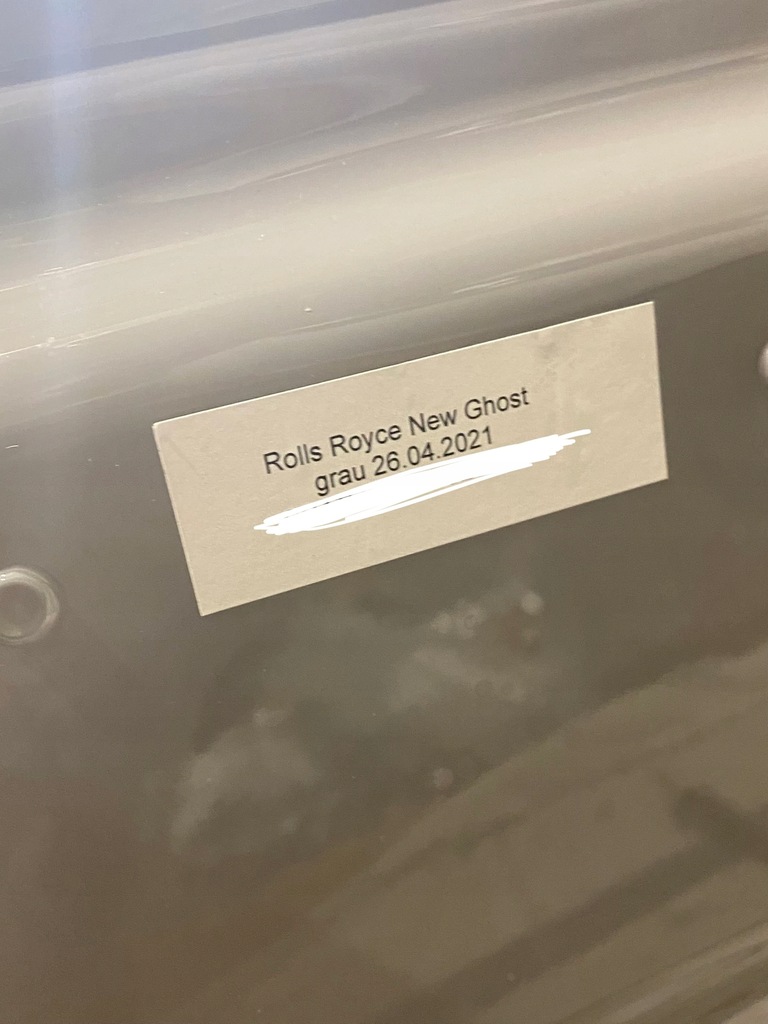 Rolls Royce New Ghost
grau 26.04.2021